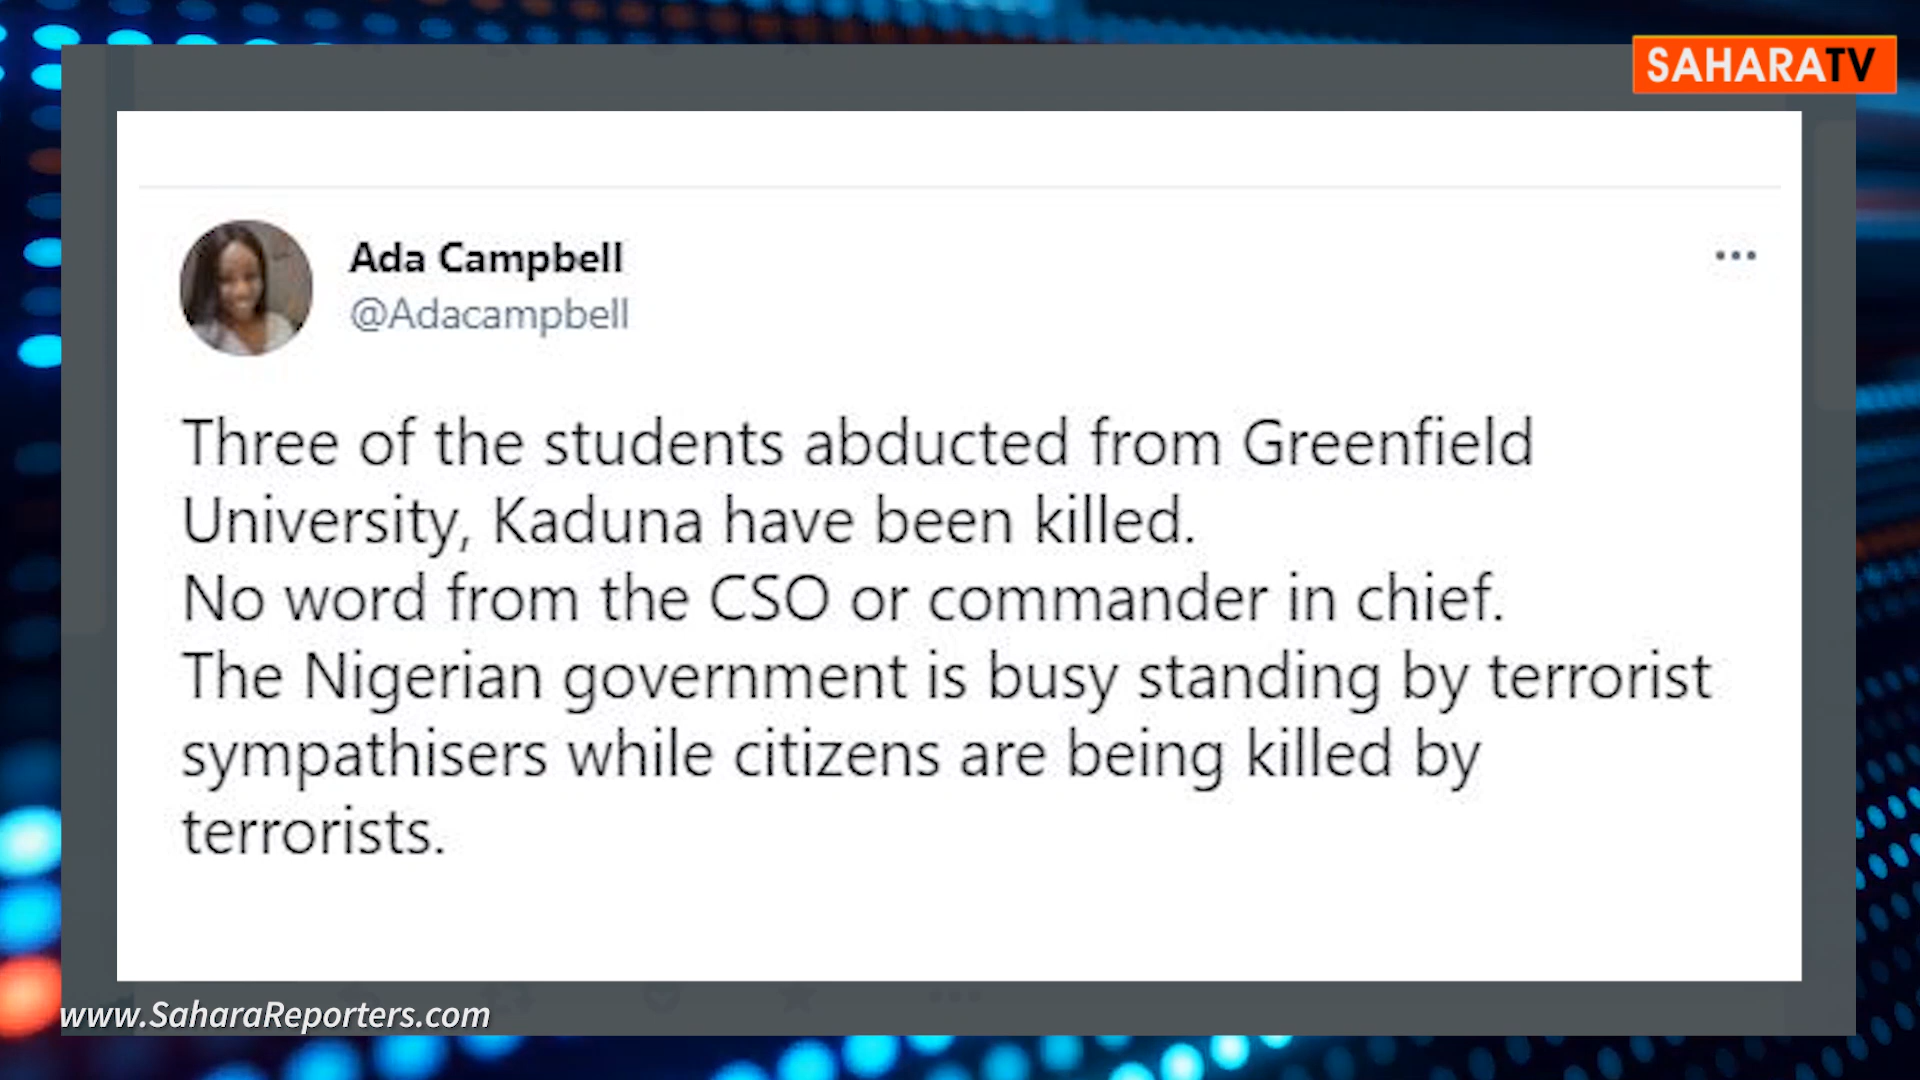 SAHARATV
Ada Campbell
@Adacampbell
Three of the students abducted from Greenfield
University, Kaduna have been killed.
No word from the CSO or commander in chief.
The Nigerian government is busy standing by terrorist
sympathisers while citizens are being killed by
terrorists.
www.SaharaReporters.com